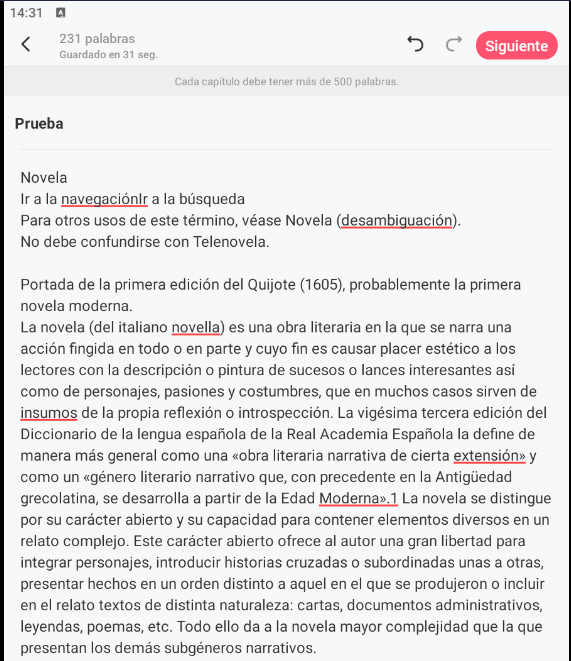 14:31
231 palabras
Guardado en 31 seg.
Siguiente
Cada capítulo debe tener más de 500 palabras.
Prueba
Novela
Ir a la navegaciónIr a la búsqueda
Para otros usos de este término, véase Novela (desambiguación).
No debe confundirse con Telenovela.
Portada de la primera edición del Quijote (1605), probablemente la primera
novela moderna.
La novela (del italiano novella) es una obra literaria en la que se narra una
acción fingida en todo o en parte y cuyo fin es causar placer estético a los
lectores con la descripción o pintura de sucesos o lances interesantes así
como de personajes, pasiones y costumbres, que en muchos casos sirven de
insumos de la propia reflexión o introspección. La vigésima tercera edición del
Diccionario de la lengua española de la Real Academia Española la define de
manera más general como una «obra literaria narrativa de cierta extensión» y
como un «género literario narrativo que, con precedente en la Antigüedad
grecolatina, se desarrolla a partir de la Edad Moderna».1 La novela se distingue
por su carácter abierto y su capacidad para contener elementos diversos en un
relato complejo. Este carácter abierto ofrece al autor una gran libertad para
integrar personajes, introducir historias cruzadas o subordinadas unas a otras,
presentar hechos en un orden distinto a aquel en el que se produjeron o incluir
en el relato textos de distinta naturaleza: cartas, documentos administrativos,
leyendas, poemas, etc. Todo ello da a la novela mayor complejidad que la que
presentan los demás subgéneros narrativos.